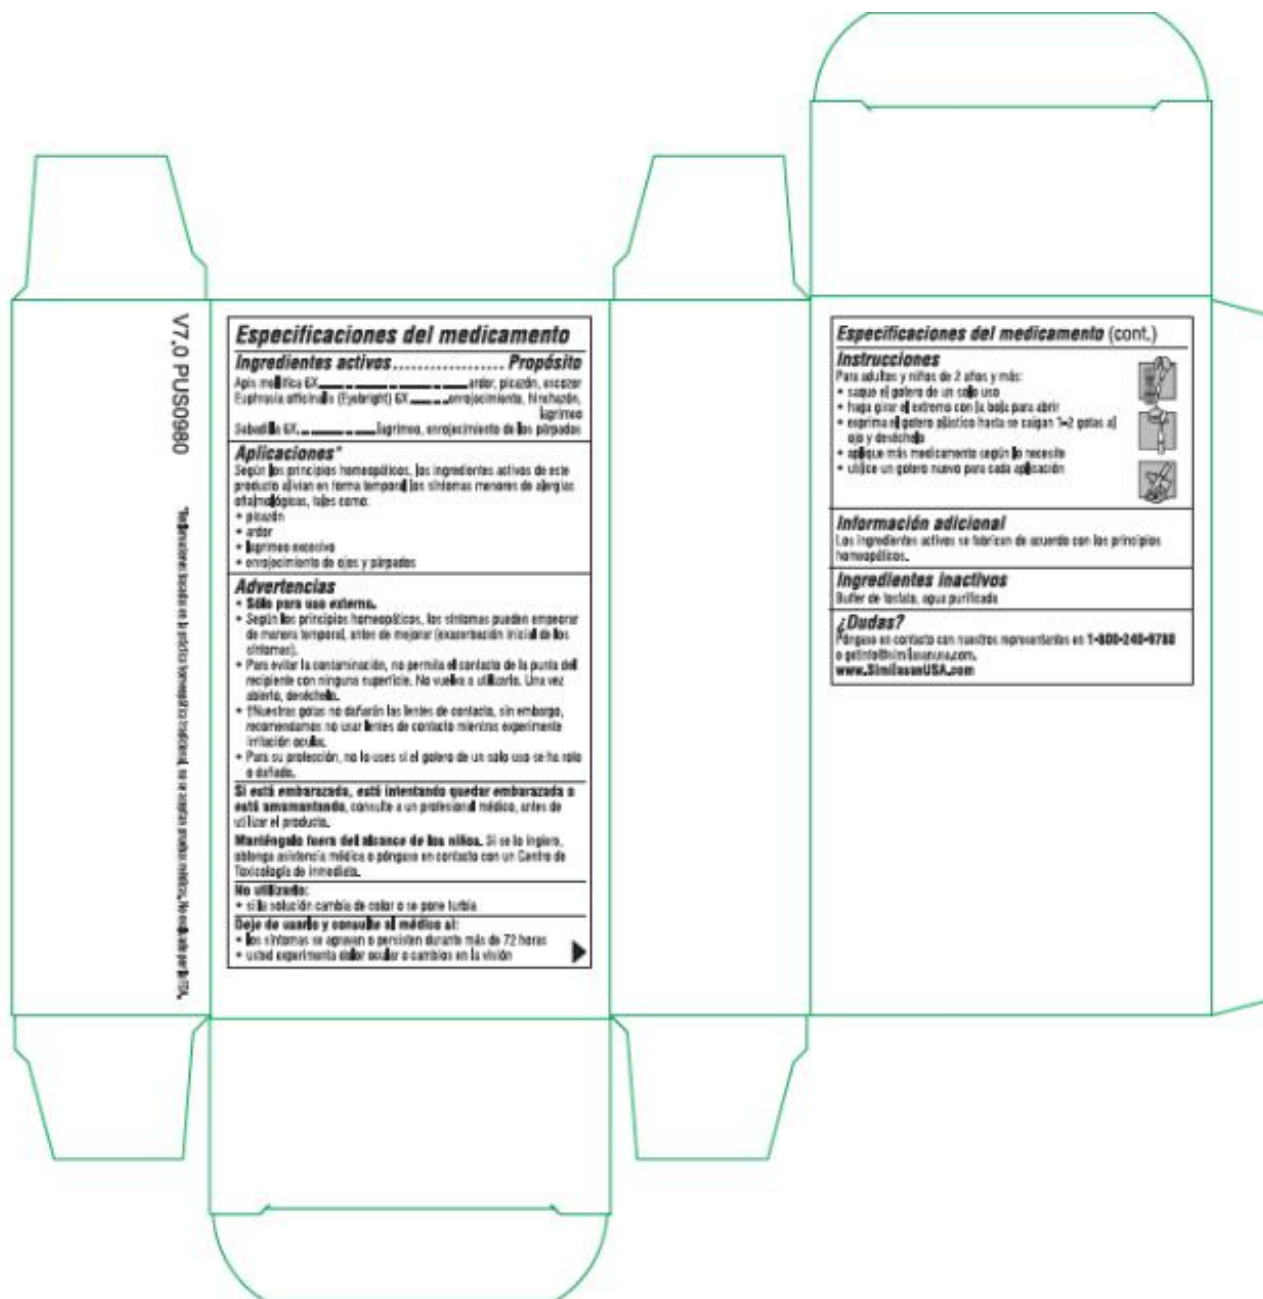 V7.0 PUS0980
Especificaciones del medicamento
Ingredientes activos................... Propósito
Apis mellifica 6X ardor, picazón, escozor
Euphrasia officinalis (Eyebright) 6X enrojecimiento, hinchazón,
lagrimeo
Sabadilla 6X lagrimeo, enrojecimiento de los párpados
Aplicaciones*
Según los principios homeopáticos, los ingredientes activos de este
producto alivian en forma temporal los síntomas menores de alergias
oftalmológicas, tales como:
• picazón
• ardor
• lagrimeo excesivo
• enrojecimiento de ojos y párpados
Advertencias
• Sólo para uso externo.
• Según los principios homeopáticos, los síntomas pueden empeorar
de manera temporal, antes de mejorar (exacerbación inicial de los
síntomas).
• Para evitar la contaminación, no permita el contacto de la punta del
recipiente con ninguna superficie. No vuelva a utilizarlo. Una vez
abierto, deséchelo.
• †Nuestras gotas no dañarán las lentes de contacto, sin embargo,
recomendamos no usar lentes de contacto mientras experimente
irritación ocular.
• Para su protección, no lo uses si el gotero de un solo uso se ha roto
o dañado.
Si está embarazada, está intentando quedar embarazada o
está amamantando, consulte a un profesional médico, antes de
utilizar el producto.
Manténgalo fuera del alcance de los niños. Si se lo ingiere,
obtenga asistencia médica o póngase en contacto con un Centro de
Toxicología de inmediato.
No utilizarlo:
• si la solución cambia de color o se pone turbia
Deje de usarlo y consulte al médico si:
• los síntomas se agravan o persisten durante más de 72 horas
• usted experimenta dolor ocular o cambios en la visión
Especificaciones del medicamento (cont.)
Instrucciones
Para adultos y niños de 2 años y más:
• saque el gotero de un solo uso
• haga girar el extremo con la bola para abrir
• exprima el gotero plástico hasta se caigan 1-2 gotas al
ojo y deséchelo
• aplique más medicamento según lo necesite
• utilice un gotero nuevo para cada aplicación
Información adicional
Los ingredientes activos se fabrican de acuerdo con los principios
homeopáticos.
Ingredientes inactivos
Buffer de fosfato, agua purificada
¿Dudas?
Póngase en contacto con nuestros representantes en 1-800-240-9780
o getinfo@similasanusa.com.
www.SimilasanUSA.com